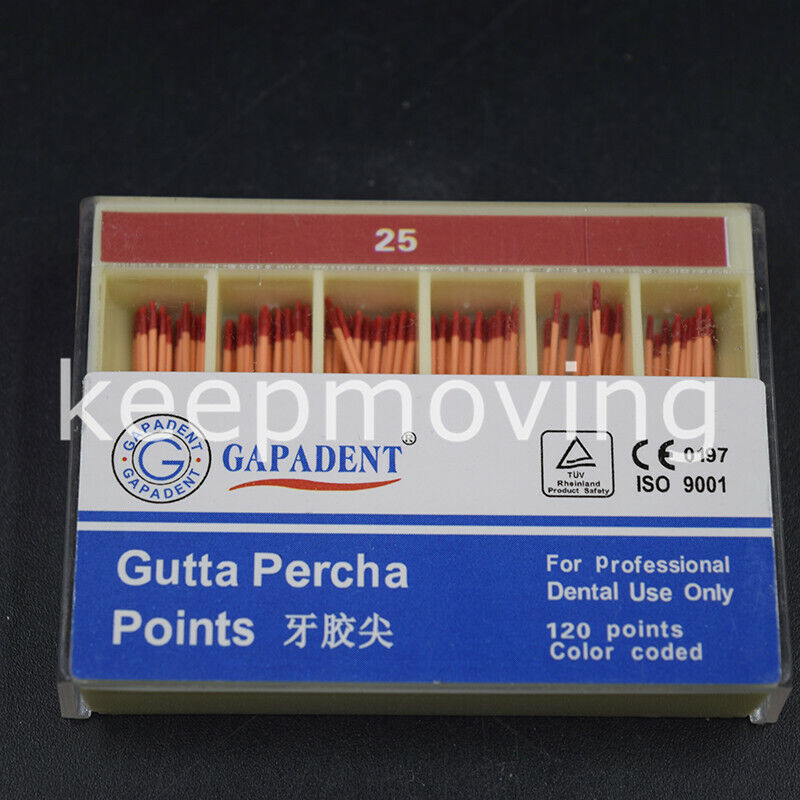 25
keepmoving
GAPADENT
G
GAPADENT
GAPADENT®
TÜV
Rheinland
Product Safety
CE 0197
ISO 9001
Gutta Percha
Points 牙胶尖
For professional
Dental Use Only
120 points
Color coded